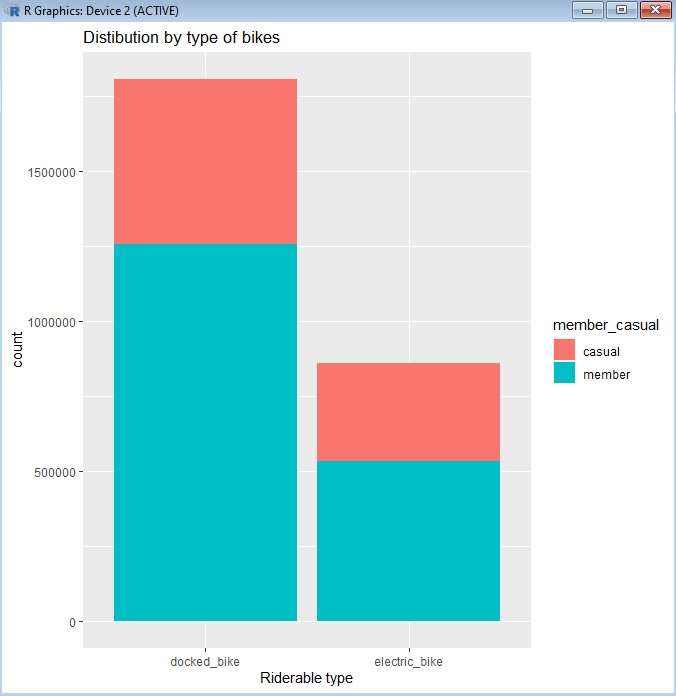 R Graphics: Device 2 (ACTIVE)
Distibution by type of bikes
1500000
1000000
500000
0
count
docked_bike
electric_bike
Riderable type
member_casual
casual
member